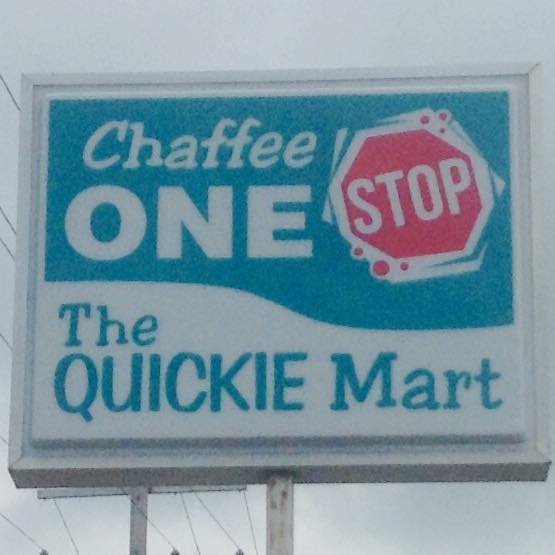 Chaffee
ONE STOP
The
QUICKIE Mart